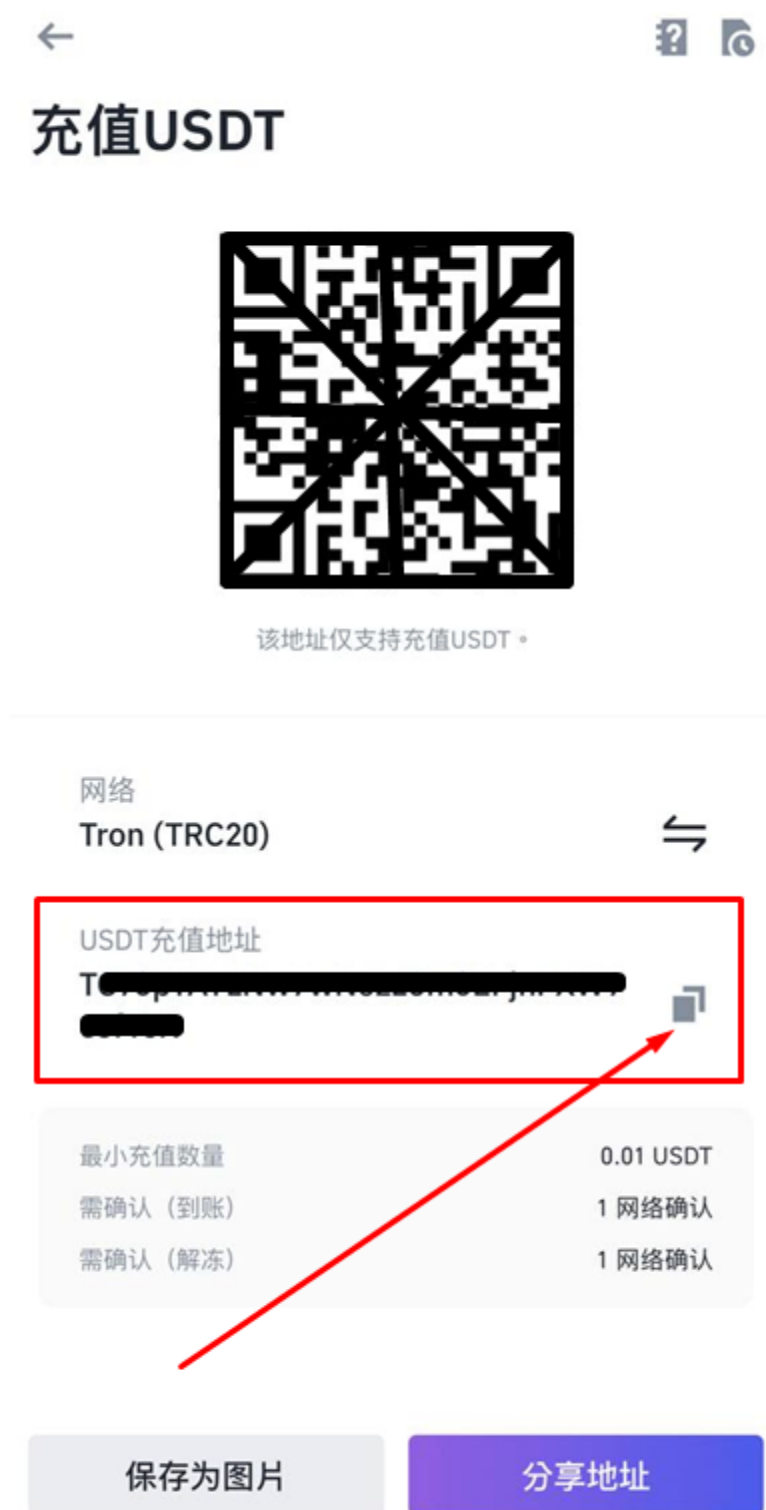 充值USDT
该地址仅支持充值USDT。
网络
Tron (TRC20)
USDT充值地址
最小充值数量
0.01 USDT
需确认（到账）
1 网络确认
需确认（解冻）
1 网络确认
保存为图片
分享地址